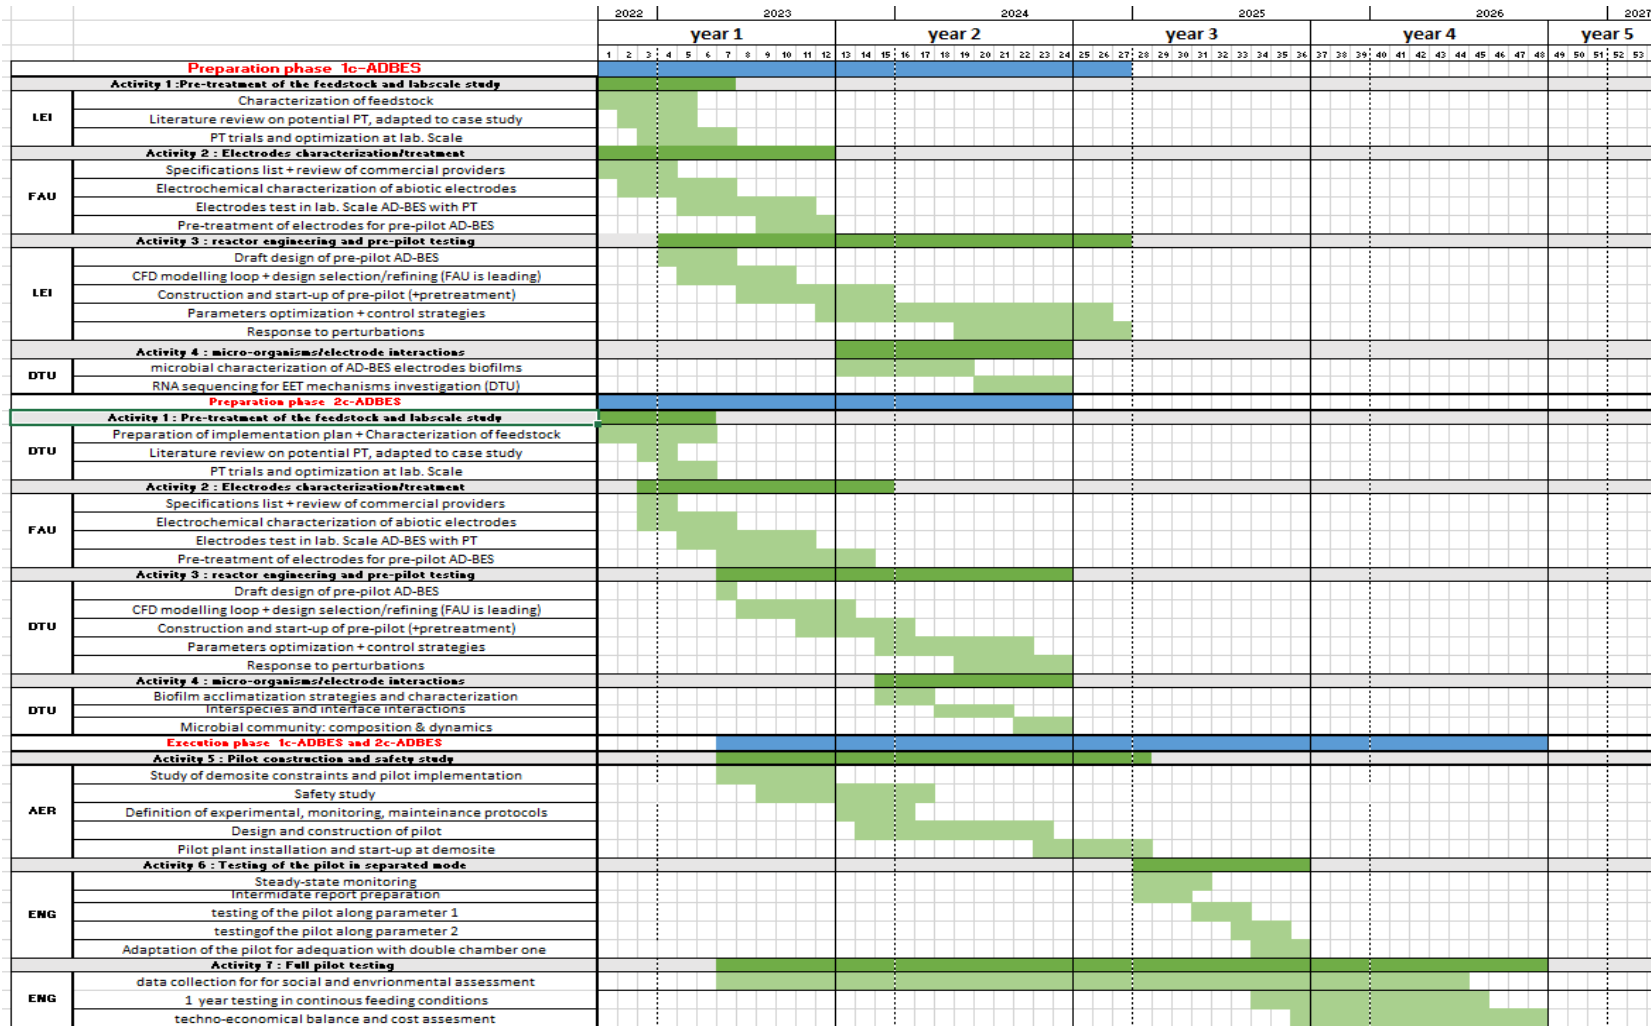 2022 2023 2024 2025 2026 2027
year 1 year 2 year 3 year 4 year 5
1 2 3 4 5 6 7 8 9 10 11 12 13 14 15 16 17 18 19 20 21 22 23 24 25 26 27 28 29 30 31 32 33 34 35 36 37 38 39 40 41 42 43 44 45 46 47 48 49 50 51 52 53
Preparation phase 1c-ADBES
Activity 1 :Pre-treatment of the feedstock and labscale study
LEI
Characterization of feedstock
Literature review on potential PT, adapted to case study
PT trials and optimization at lab. Scale
Activity 2 : Electrodes characterization/treatment
FAU
Specifications list + review of commercial providers
Electrochemical characterization of abiotic electrodes
Electrodes test in lab. Scale AD-BES with PT
Pre-treatment of electrodes for pre-pilot AD-BES
Activity 3 : reactor engineering and pre-pilot testing
LEI
Draft design of pre-pilot AD-BES
CFD modelling loop + design selection/refining (FAU is leading)
Construction and start-up of pre-pilot (+pretreatment)
Parameters optimization + control strategies
Response to perturbations
Activity 4 : micro-organisms/electrode interactions
DTU
microbial characterization of AD-BES electrodes biofilms
RNA sequencing for EET mechanisms investigation (DTU)
Preparation phase 2c-ADBES
Activity 1 : Pre-treatment of the feedstock and labscale study
DTU
Preparation of implementation plan + Characterization of feedstock
Literature review on potential PT, adapted to case study
PT trials and optimization at lab. Scale
Activity 2 : Electrodes characterization/treatment
FAU
Specifications list + review of commercial providers
Electrochemical characterization of abiotic electrodes
Electrodes test in lab. Scale AD-BES with PT
Pre-treatment of electrodes for pre-pilot AD-BES
Activity 3 : reactor engineering and pre-pilot testing
DTU
Draft design of pre-pilot AD-BES
CFD modelling loop + design selection/refining (FAU is leading)
Construction and start-up of pre-pilot (+pretreatment)
Parameters optimization + control strategies
Response to perturbations
Activity 4 : micro-organisms/electrode interactions
DTU
Biofilm acclimatization strategies and characterization
Interspecies and interface interactions
Microbial community: composition & dynamics
Execution phase 1c-ADBES and 2c-ADBES
Activity 5 : Pilot construction and safety study
AER
Study of demosite constraints and pilot implementation
Safety study
Definition of experimental, monitoring, mainteinance protocols
Design and construction of pilot
Pilot plant installation and start-up at demosite
Activity 6 : Testing of the pilot in separated mode
ENG
Steady-state monitoring
Intermidate report preparation
testing of the pilot along parameter 1
testingof the pilot along parameter 2
Adaptation of the pilot for adequation with double chamber one
Activity 7 : Full pilot testing
ENG
data collection for for social and envrionmental assessment
1 year testing in continous feeding conditions
techno-economical balance and cost assesment